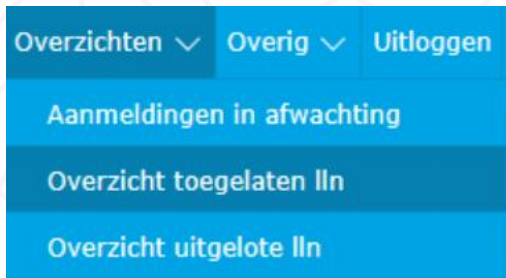 Overzichten Overig Uitloggen
Aanmeldingen in afwachting
Overzicht toegelaten lln
Overzicht uitgelote lln